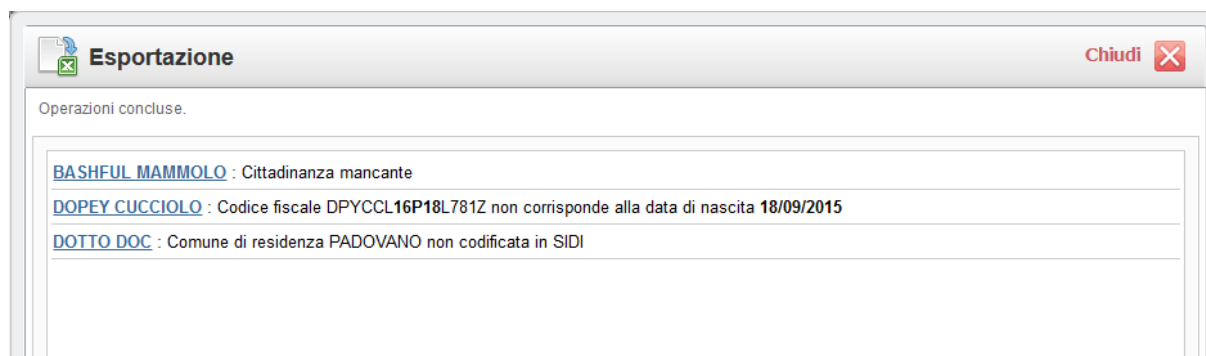 Esportazione
Chiudi
Operazioni concluse.
BASHFUL MAMMOLO : Cittadinanza mancante
DOPEY CUCCIOLO : Codice fiscale DPYCCL16P18L781Z non corrisponde alla data di nascita 18/09/2015
DOTTO DOC : Comune di residenza PADOVANO non codificata in SIDI